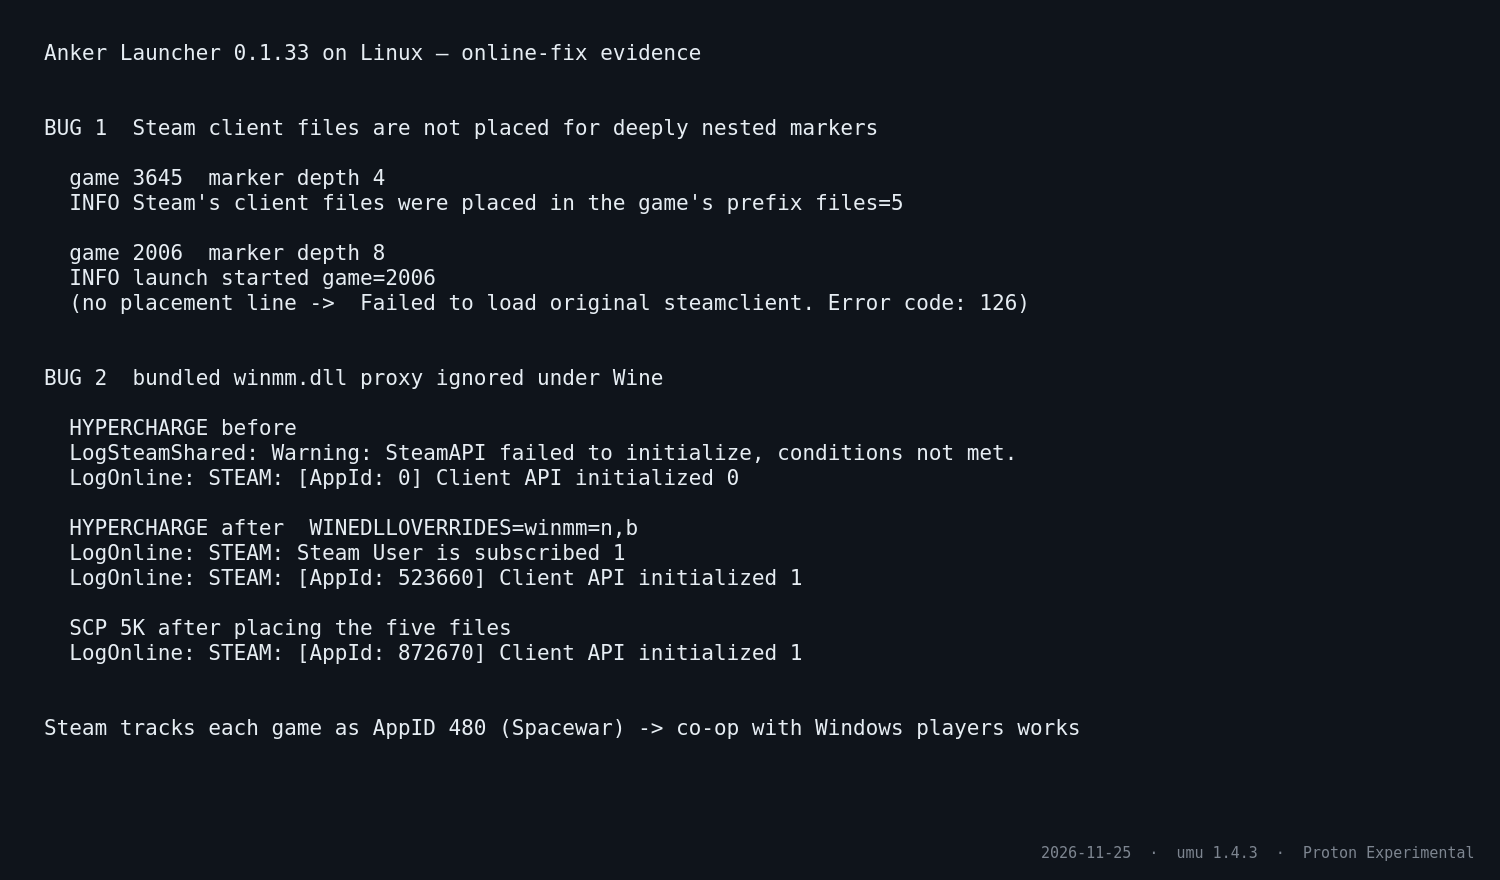 Anker Launcher 0.1.33 on Linux — online-fix evidence
BUG 1  Steam client files are not placed for deeply nested markers
game 3645  marker depth 4
INFO Steam's client files were placed in the game's prefix files=5
game 2006  marker depth 8
INFO launch started game=2006
(no placement line ->  Failed to load original steamclient. Error code: 126)
BUG 2  bundled winmm.dll proxy ignored under Wine
HYPERCHARGE before
LogSteamShared: Warning: SteamAPI failed to initialize, conditions not met.
LogOnline: STEAM: [AppId: 0] Client API initialized 0
HYPERCHARGE after  WINEDLLOVERRIDES=winmm=n,b
LogOnline: STEAM: Steam User is subscribed 1
LogOnline: STEAM: [AppId: 523660] Client API initialized 1
SCP 5K after placing the five files
LogOnline: STEAM: [AppId: 872670] Client API initialized 1
Steam tracks each game as AppID 480 (Spacewar) -> co-op with Windows players works
2026-11-25  ·  umu 1.4.3  ·  Proton Experimental